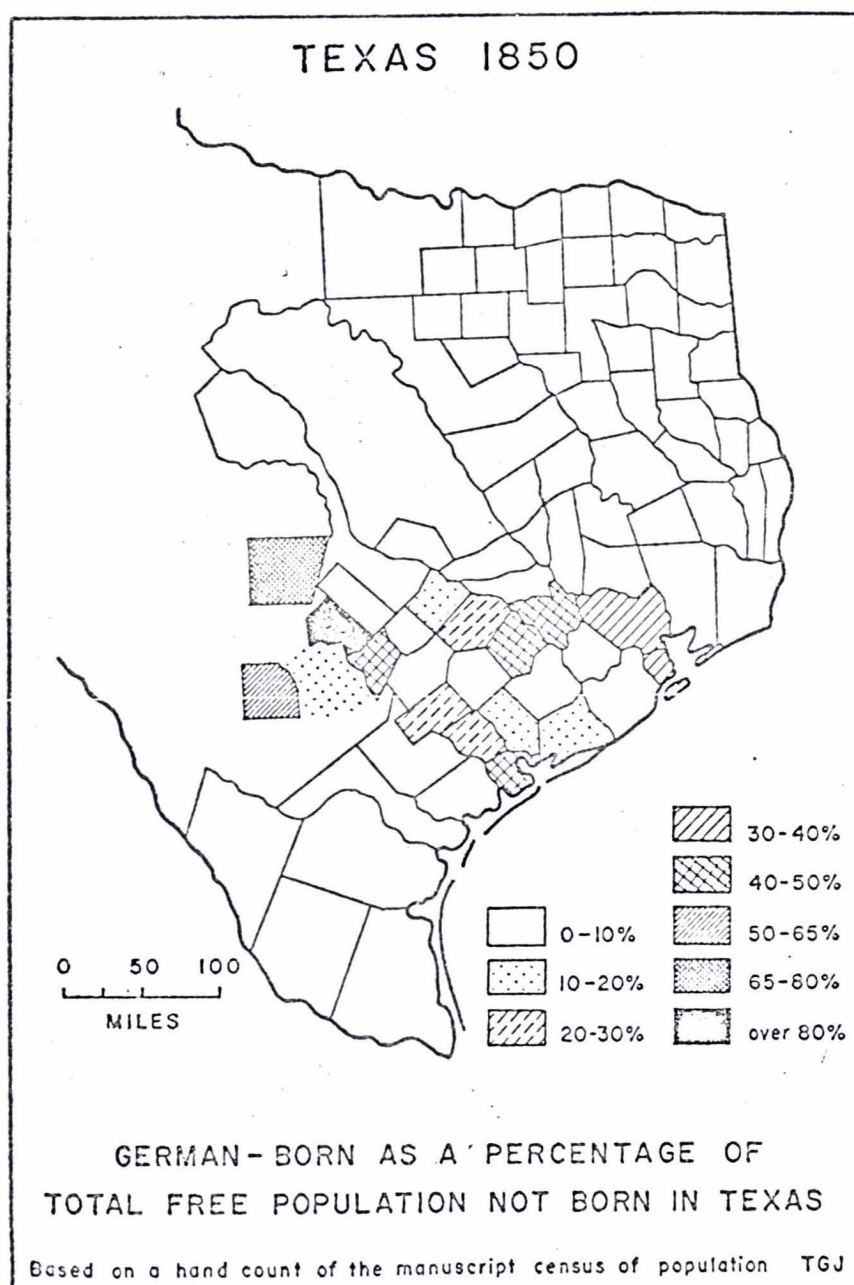 TEXAS 1850
30-40%
40-50%
0-10%
50-65%
10-20%
65-80%
20-30%
over 80%
0 50 100
MILES
GERMAN-BORN AS A PERCENTAGE OF
TOTAL FREE POPULATION NOT BORN IN TEXAS
Based on a hand count of the manuscript census of population TGJ